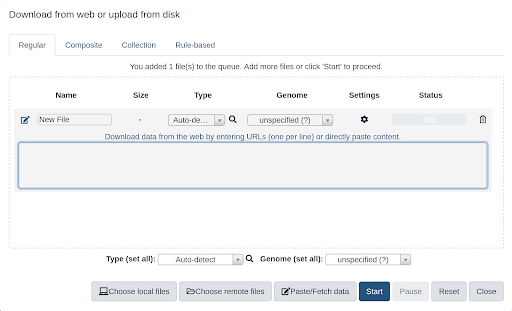 Download from web or upload from disk
Regular Composite Collection Rule-based
You added 1 file(s) to the queue. Add more files or click 'Start' to proceed.
Name Size Type Genome Settings Status
New File - Auto-de... unspecified (?) 0%
Download data from the web by entering URLs (one per line) or directly paste content.
Type (set all): Auto-detect Genome (set all): unspecified (?)
Choose local files Choose remote files Paste/Fetch data Start Pause Reset Close